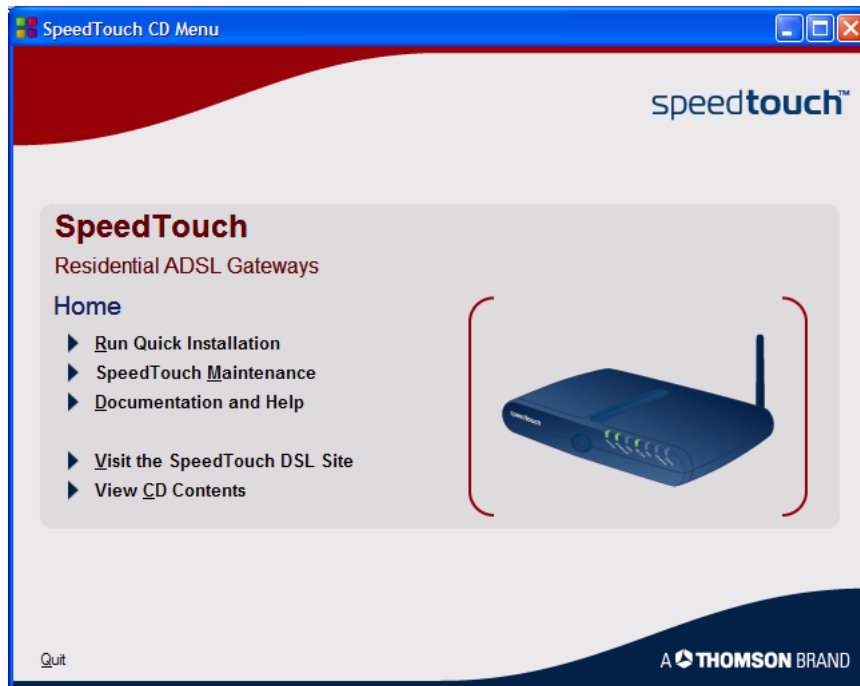 SpeedTouch CD Menu
speedtouch™
SpeedTouch
Residential ADSL Gateways
Home
Run Quick Installation
SpeedTouch Maintenance
Documentation and Help
Visit the SpeedTouch DSL Site
View CD Contents
speedtouch
Quit
A THOMSON BRAND